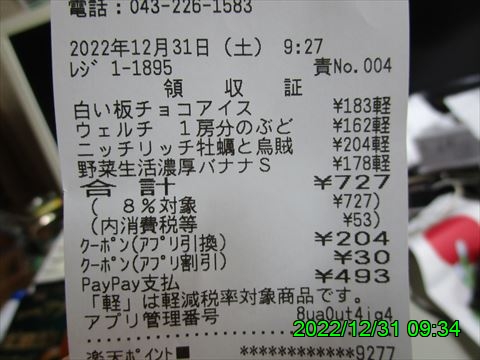 電話：043-226-1583
2022年12月31日（土） 9:27
レジ 1-1895 責No.004
領 収 証
白い板チョコアイス ¥183軽
ウェルチ 1房分のぶど ¥162軽
ニッチリッチ牡蠣と烏賊 ¥204軽
野菜生活濃厚バナナS ¥178軽
合 計 ¥727
（ 8％対象 ¥727）
（内消費税等 ¥53）
クーポン(アプリ引換) ¥204
クーポン(アプリ割引) ¥30
PayPay支払 ¥493
「軽」は軽減税率対象商品です。
アプリ管理番号 8ua0ut4jg4
2022/12/31 09:34
楽天ポイント■ ************9277